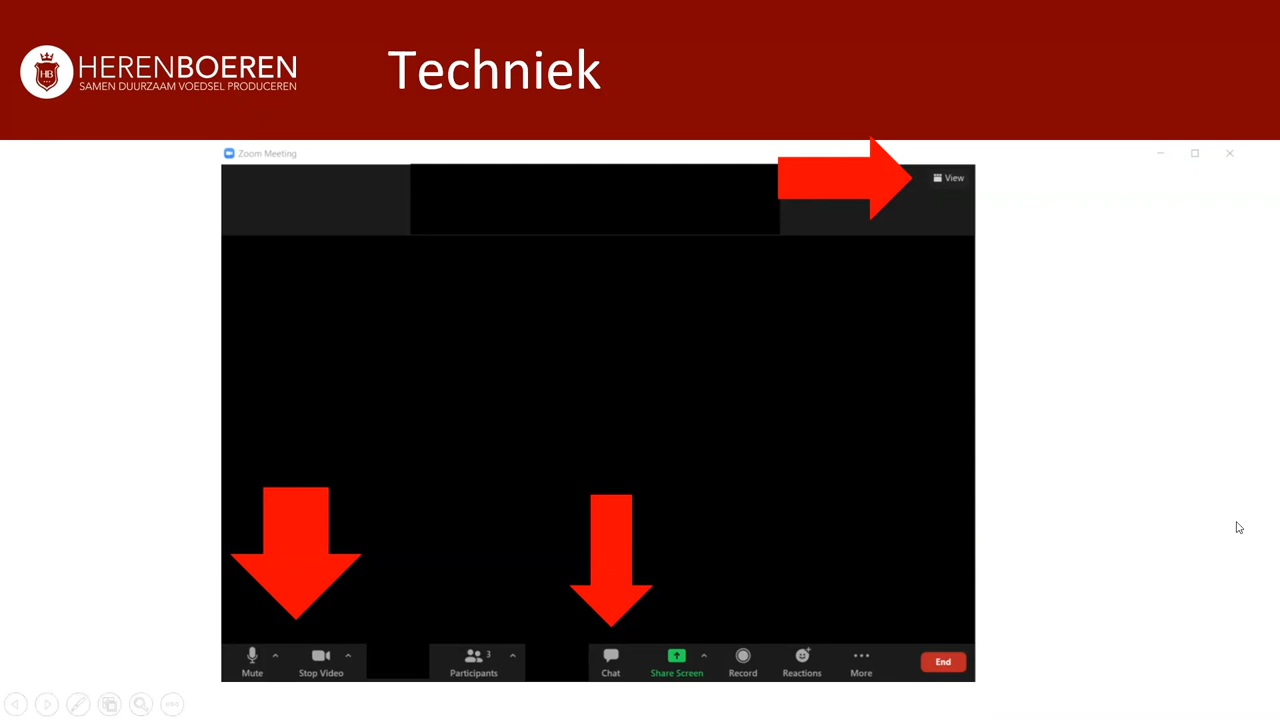 HERENBOEREN
SAMEN DUURZAAM VOEDSEL PRODUCEREN
HB
Techniek
Zoom Meeting
View
3
Mute
Stop Video
Participants
Chat
Share Screen
Record
Reactions
More
End